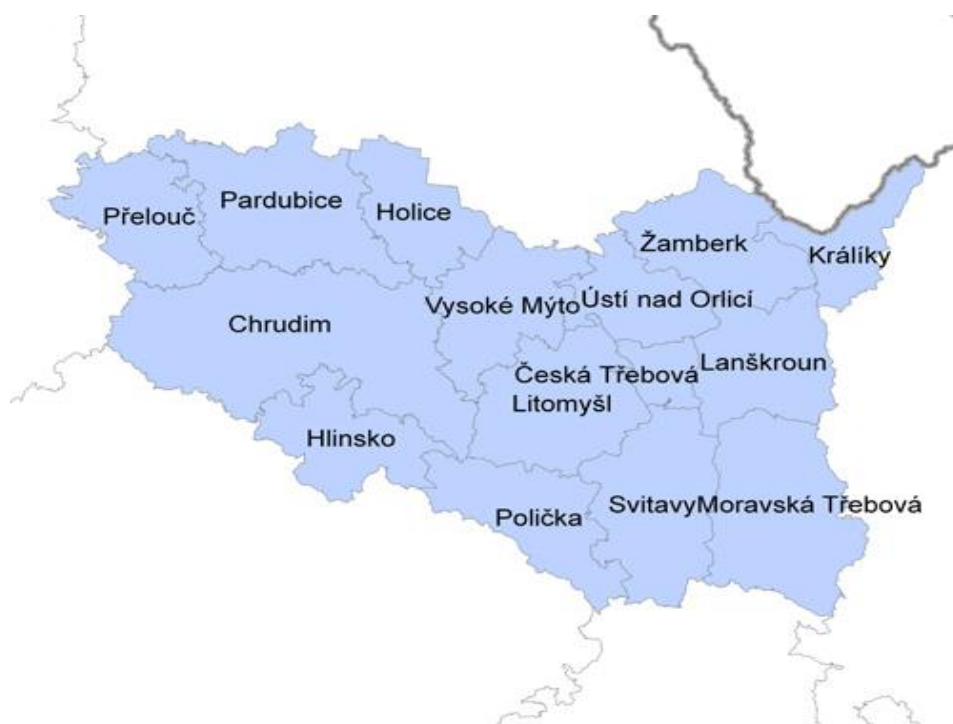 Pardubice
Holice
Přelouč
Žamberk
Králíky
Vysoké Mýto
Ústí nad Orlicí
Chrudim
Lanškroun
Česká Třebová
Litomyšl
Hlinsko
Svitavy
Moravská Třebová
Polička